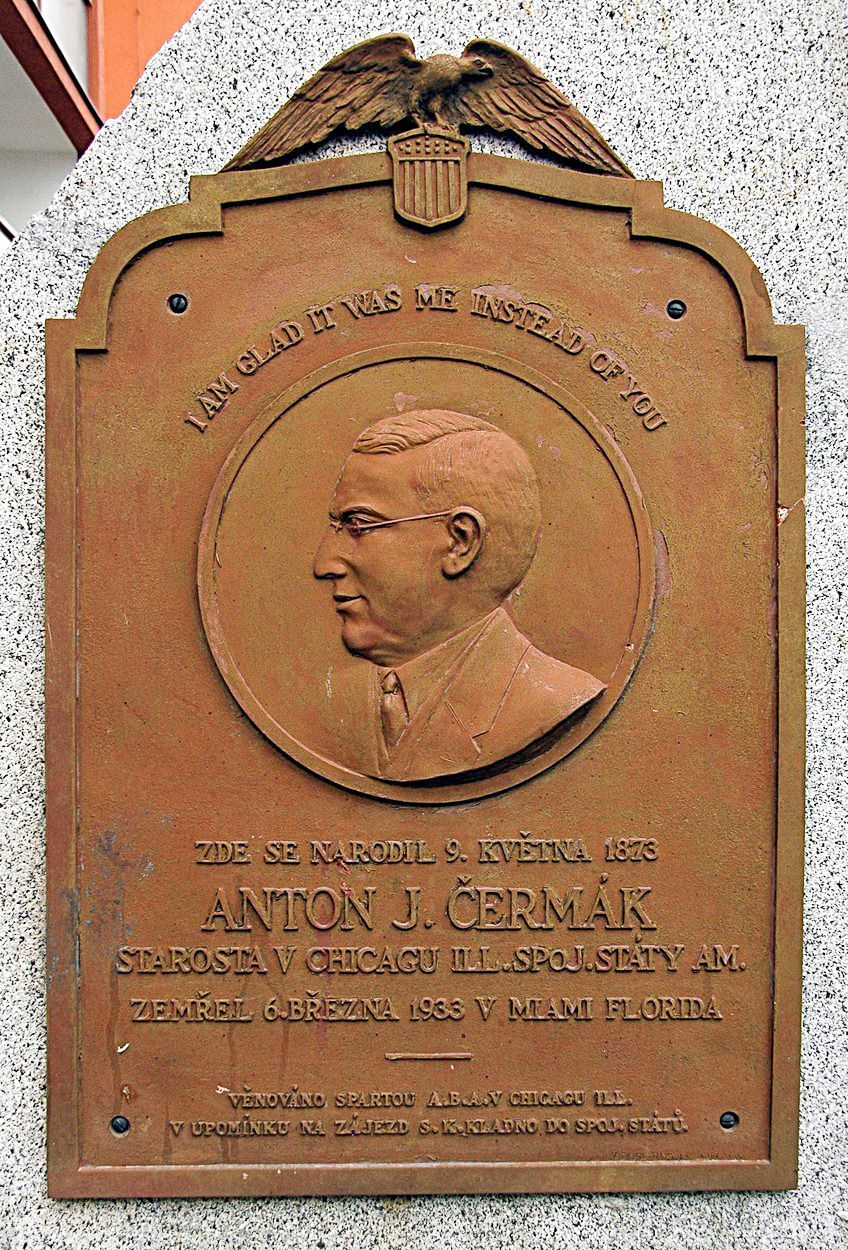 I AM GLAD IT WAS ME INSTEAD OF YOU
ZDE SE NARODIL 9. KVĚTNA 1873
ANTON J. ČERMÁK
STAROSTA V CHICAGU ILL. SPOJ. STÁTY AM.
ZEMŘEL 6. BŘEZNA 1933 V MIAMI FLORIDA
VĚNOVÁNO SPARTOU A.B.A. V CHICAGU ILL.
V UPOMÍNKU NA ZÁJEZD S.K. KLADNO DO SPOJ. STÁTŮ.